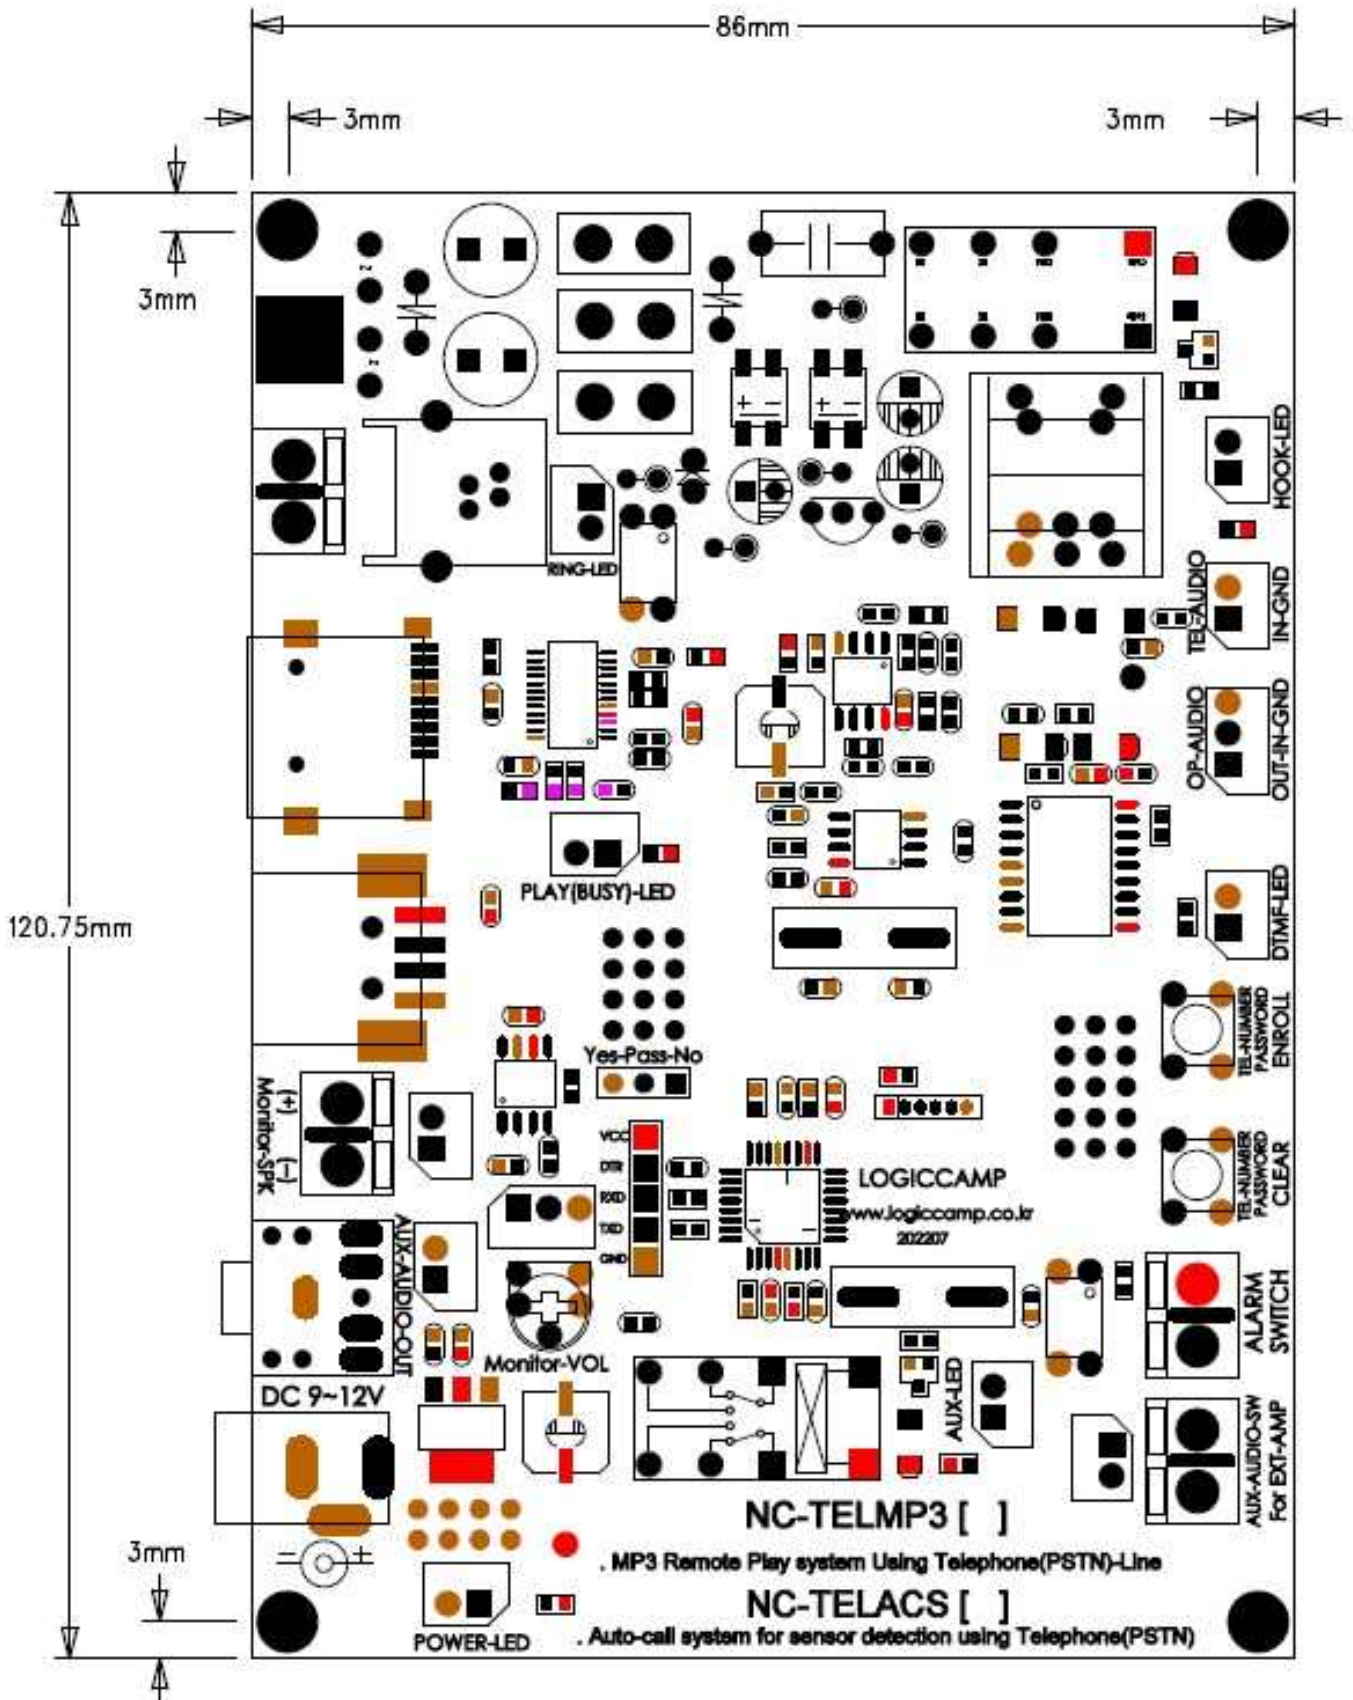 86mm
3mm
3mm
3mm
HOOK-LED
RING-LED
TEL-AUDIO
IN-GND
OP-AUDIO
OUT-IN-GND
PLAY(BUSY)-LED
120.75mm
DTMF-LED
TEL-NUMBER
PASSWORD
ENROLL
Yes-Pass-No
(+)
Monitor-SPK
(-)
VCC
DTR
RXD
TXD
GND
TEL-NUMBER
PASSWORD
CLEAR
LOGICCAMP
www.logiccamp.co.kr
202207
AUX-AUDIO-OUT
ALARM
SWITCH
Monitor-VOL
DC 9~12V
AUX-LED
AUX-AUDIO-SW
For EXT-AMP
NC-TELMP3 [ ]
. MP3 Remote Play system Using Telephone(PSTN)-Line
3mm
− +
NC-TELACS [ ]
. Auto-call system for sensor detection using Telephone(PSTN)
POWER-LED